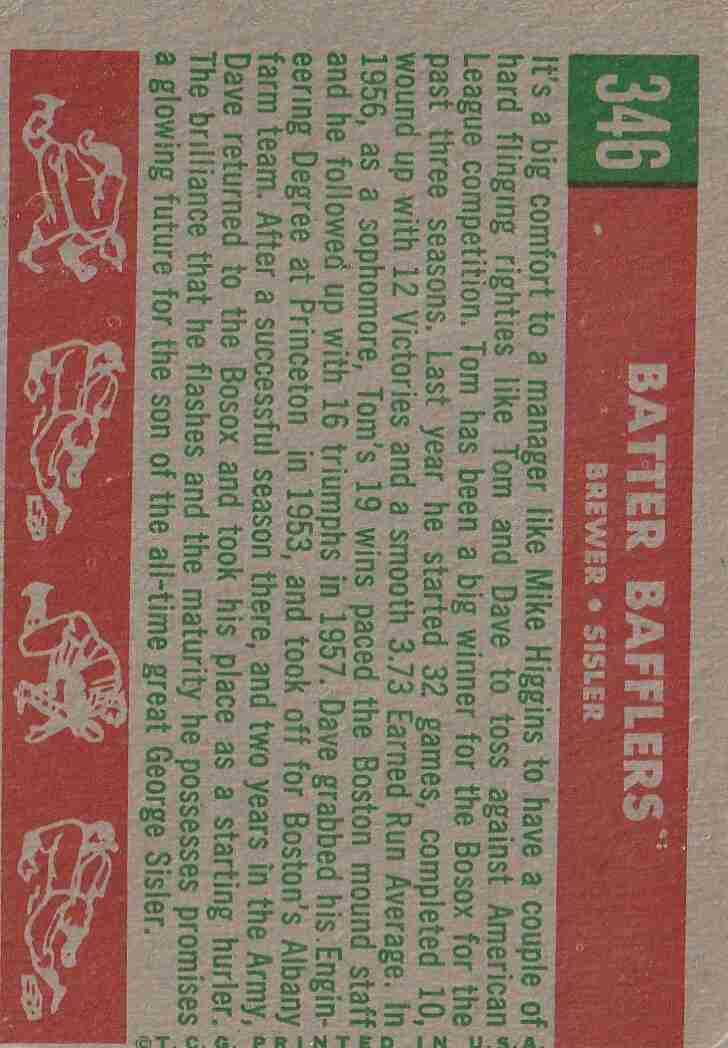 346
BATTER BAFFLERS
BREWER • SISLER
It's a big comfort to a manager like Mike Higgins to have a couple of
hard flinging righties like Tom and Dave to toss against American
League competition. Tom has been a big winner for the Bosox for the
past three seasons. Last year he started 32 games, completed 10,
wound up with 12 Victories and a smooth 3.73 Earned Run Average. In
1956, as a sophomore, Tom's 19 wins paced the Boston mound staff
and he followed up with 16 triumphs in 1957. Dave grabbed his Engin-
eering Degree at Princeton in 1953, and took off for Boston's Albany
farm team. After a successful season there, and two years in the Army,
Dave returned to the Bosox and took his place as a starting hurler.
The brilliance that he flashes and the maturity he possesses promises
a glowing future for the son of the all-time great George Sisler.
©T. C. G. PRINTED IN U.S.A.